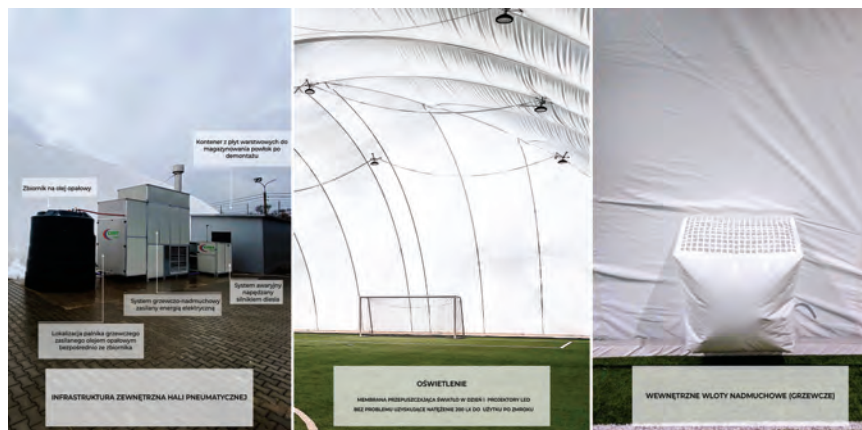 Kontener z płyt warstwowych do
magazynowania powłok po
demontażu
Zbiornik na olej opałowy
System awaryjny
napędzany
silnikiem diesla
System grzewczo-nadmuchowy
zasilany energią elektryczną
Lokalizacja palnika grzewczego
zasilanego olejem opałowym
bezpośrednio ze zbiornika
INFRASTRUKTURA ZEWNĘTRZNA HALI PNEUMATYCZNEJ
OŚWIETLENIE
MEMBRANA PRZEPUSZCZAJĄCA ŚWIATŁO W DZIEŃ I PROJEKTORY LED
BEZ PROBLEMU UZYSKUJĄCE NATĘŻENIE 200 LX DO UŻYTKU PO ZMROKU
WEWNĘTRZNE WLOTY NADMUCHOWE (GRZEWCZE)